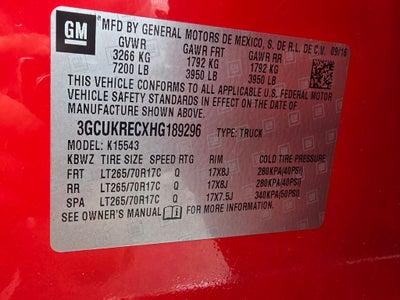 GM
MFD BY GENERAL MOTORS DE MEXICO, S. DE R.L. DE C.V. 09/16
GVWR GAWR FRT GAWR RR
3266 KG 1792 KG 1792 KG
7200 LB 3950 LB 3950 LB
THIS VEHICLE CONFORMS TO ALL APPLICABLE U.S. FEDERAL MOTOR
VEHICLE SAFETY STANDARDS IN EFFECT ON THE DATE OF MANUFACTURE
SHOWN ABOVE.
3GCUKRECXHG189296 TYPE: TRUCK
MODEL: K15543
KBWZ TIRE SIZE SPEED RTG RIM COLD TIRE PRESSURE
FRT LT265/70R17C Q 17X8J 280KPA(40PSI)
RR LT265/70R17C Q 17X8J 280KPA(40PSI)
SPA LT265/70R17C Q 17X7.5J 340KPA(50PSI)
SEE OWNER'S MANUAL